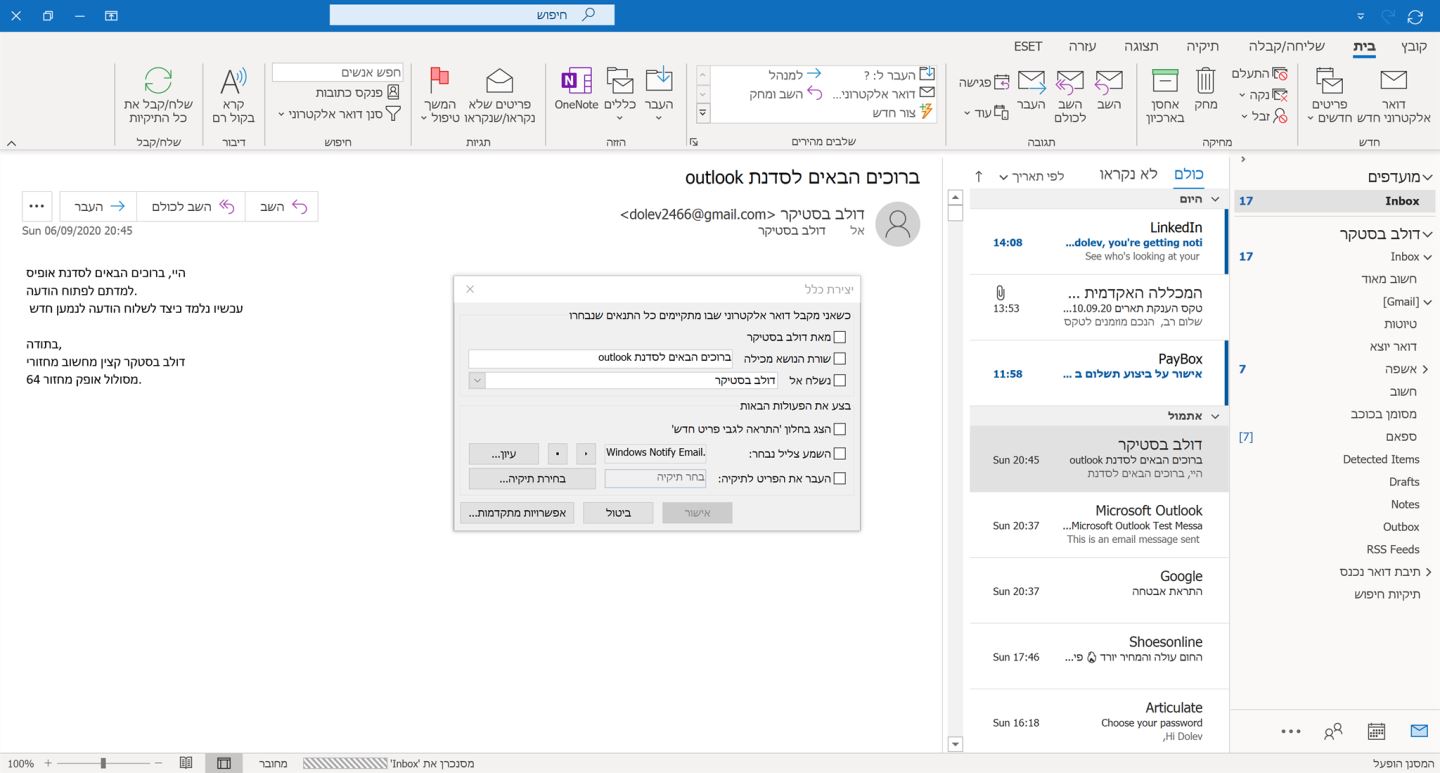 חיפוש
קובץ
בית
שליחה/קבלה
תיקיה
תצוגה
עזרה
ESET
דואר
אלקטרוני חדש
פריטים
חדשים
חדש
התעלם
נקה
זבל
מחק
אחסן
בארכיון
מחיקה
השב
השב
לכולם
העבר
פגישה
עוד
תגובה
העבר ל: ?
למנהל
דואר אלקטרוני...
השב ומחק
צור חדש
שלבים מהירים
העבר
כללים
OneNote
הזזה
פריטים שלא
נקראו/שנקראו
המשך
טיפול
תגיות
חפש אנשים
פנקס כתובות
סנן דואר אלקטרוני
חיפוש
קרא
בקול רם
דיבור
שלח/קבל את
כל התיקיות
שלח/קבל
מועדפים
Inbox 17
דולב בסטקר
Inbox 17
חשוב מאוד
[Gmail]
טיוטות
דואר יוצא
אשפה 7
חשוב
מסומן בכוכב
ספאם [7]
Detected Items
Drafts
Notes
Outbox
RSS Feeds
תיבת דואר נכנס
תיקיות חיפוש
כולם
לא נקראו
לפי תאריך
היום
LinkedIn
dolev, you're getting noti... 14:08
See who's looking at your
המכללה האקדמית ...
טקס הענקת תארים 10.09.20... 13:53
שלום רב, הנכם מוזמנים לטקס
PayBox
אישור על ביצוע תשלום ב ... 11:58
אתמול
דולב בסטיקר
ברוכים הבאים לסדנת outlook Sun 20:45
היי, ברוכים הבאים לסדנת
Microsoft Outlook
Microsoft Outlook Test Messa... Sun 20:37
This is an email message sent
Google
התראת אבטחה Sun 20:37
Shoesonline
החום עולה והמחיר יורד פי... Sun 17:46
Articulate
Choose your password Sun 16:18
Hi Dolev,
ברוכים הבאים לסדנת outlook
דולב בסטיקר <dolev2466@gmail.com>
אל דולב בסטיקר
השב
השב לכולם
העבר
Sun 06/09/2020 20:45
היי, ברוכים הבאים לסדנת אופיס
.למדתם לפתוח הודעה
עכשיו נלמד כיצד לשלוח הודעה לנמען חדש
בתודה,
דולב בסטקר קצין מחשוב מחזורי
.מסלול אופק מחזור 64
יצירת כלל
כשאני מקבל דואר אלקטרוני שבו מתקיימים כל התנאים שנבחרו
מאת דולב בסטיקר
שורת הנושא מכילה ברוכים הבאים לסדנת outlook
נשלח אל דולב בסטיקר
בצע את הפעולות הבאות
הצג בחלון 'התראה לגבי פריט חדש'
השמע צליל נבחר: Windows Notify Email. עיון...
העבר את הפריט לתיקיה: בחר תיקיה בחירת תיקיה...
אישור
ביטול
אפשרויות מתקדמות...
המסנן הופעל
מסנכרן את 'Inbox'
מחובר
100%